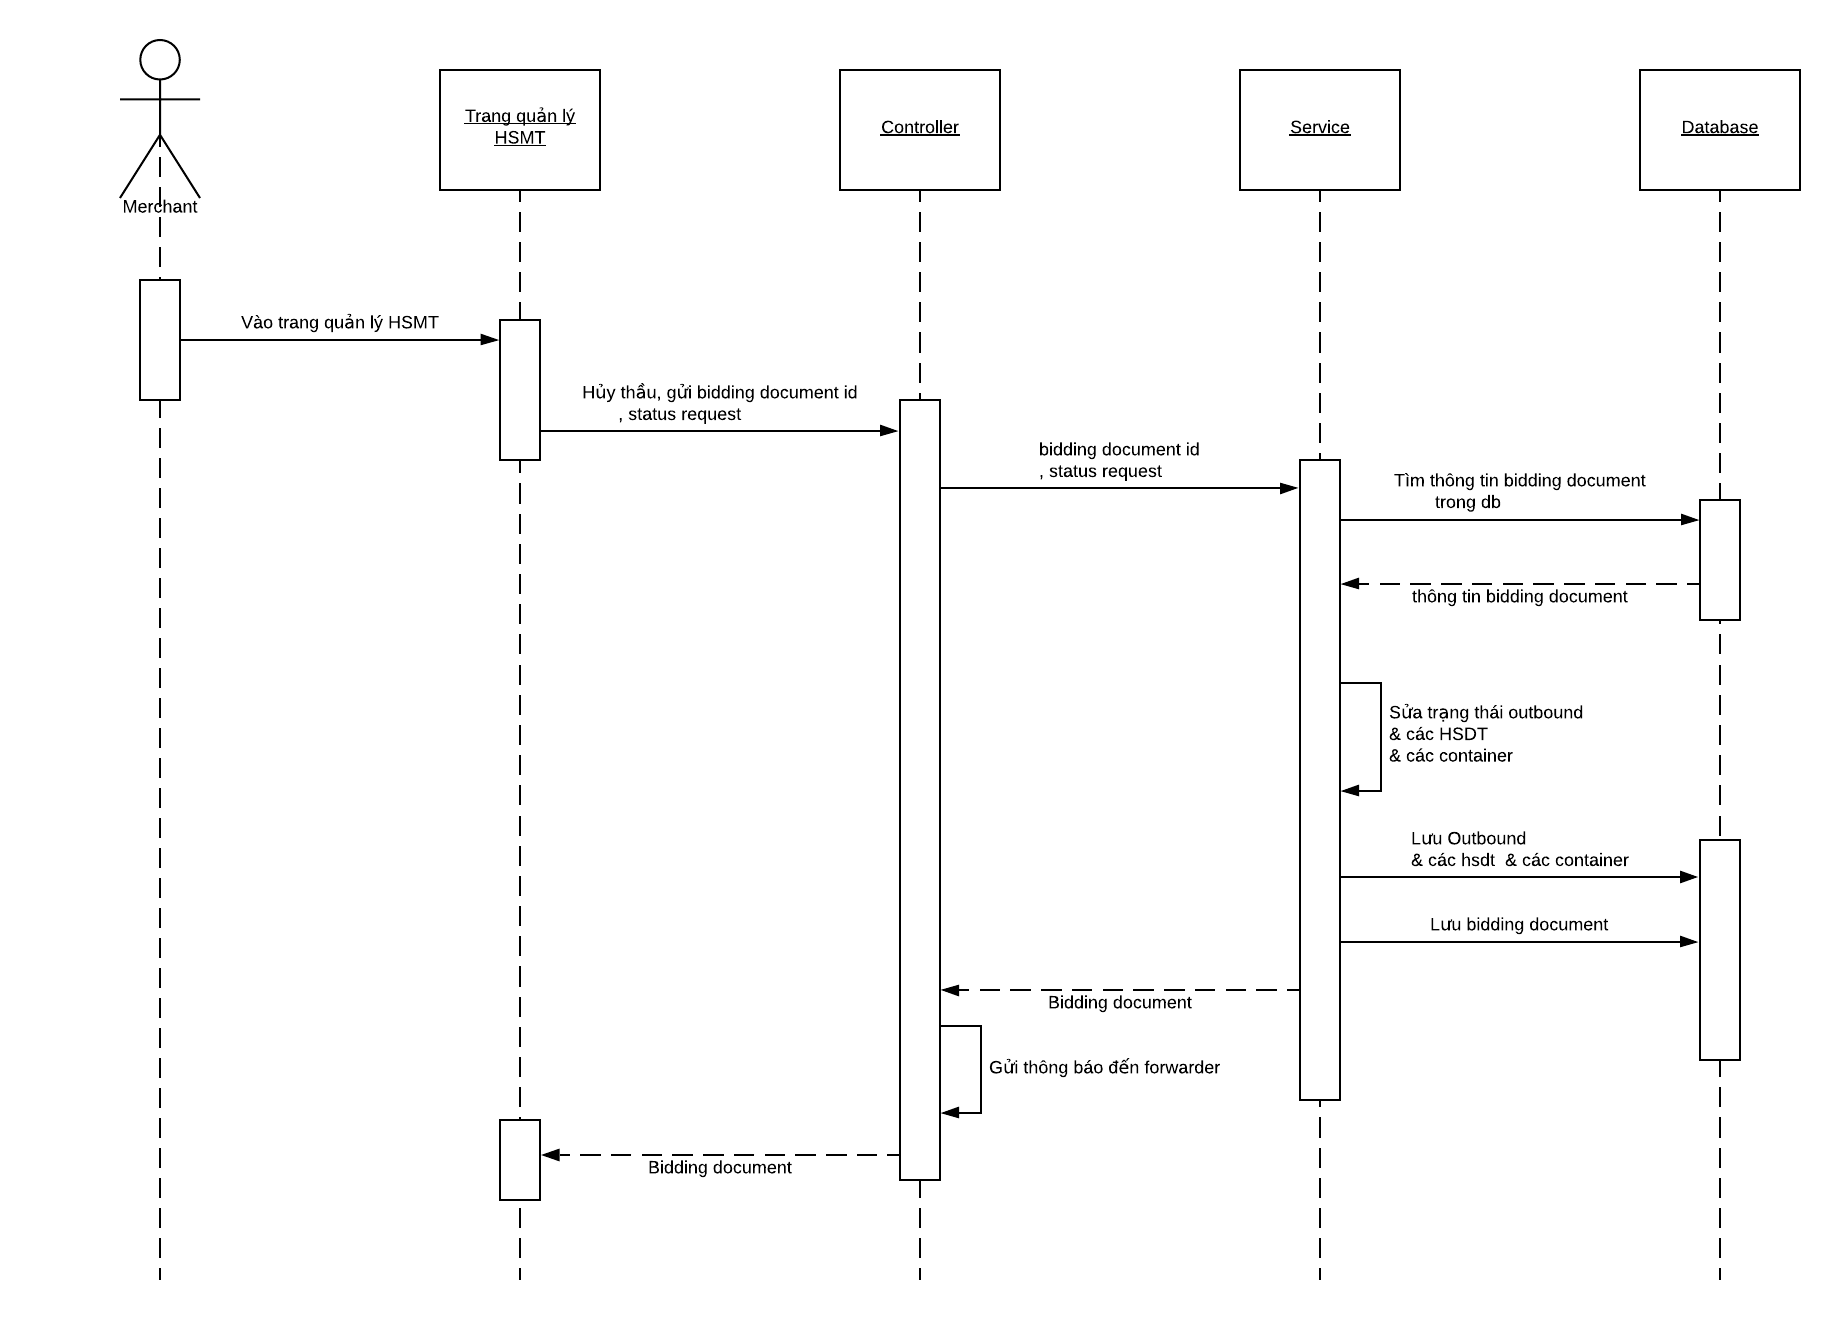 Merchant
Trang quản lý
HSMT
Controller
Service
Database
Vào trang quản lý HSMT
Hủy thầu, gửi bidding document id
, status request
bidding document id
, status request
Tìm thông tin bidding document
trong db
thông tin bidding document
Sửa trạng thái outbound
& các HSDT
& các container
Lưu Outbound
& các hsdt  & các container
Lưu bidding document
Bidding document
Gửi thông báo đến forwarder
Bidding document